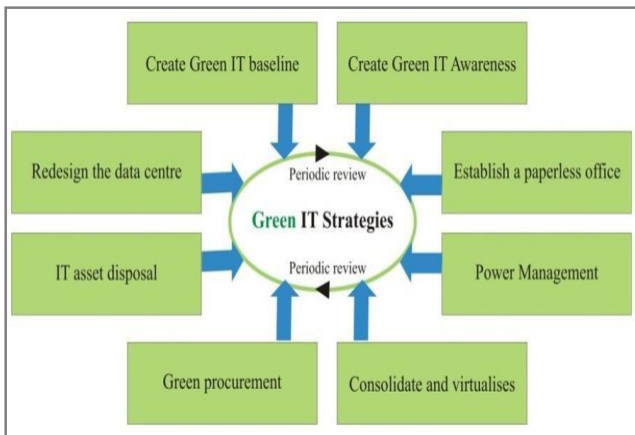 Create Green IT baseline
Create Green IT Awareness
Redesign the data centre
Periodic review
Establish a paperless office
Green IT Strategies
IT asset disposal
Periodic review
Power Management
Green procurement
Consolidate and virtualises